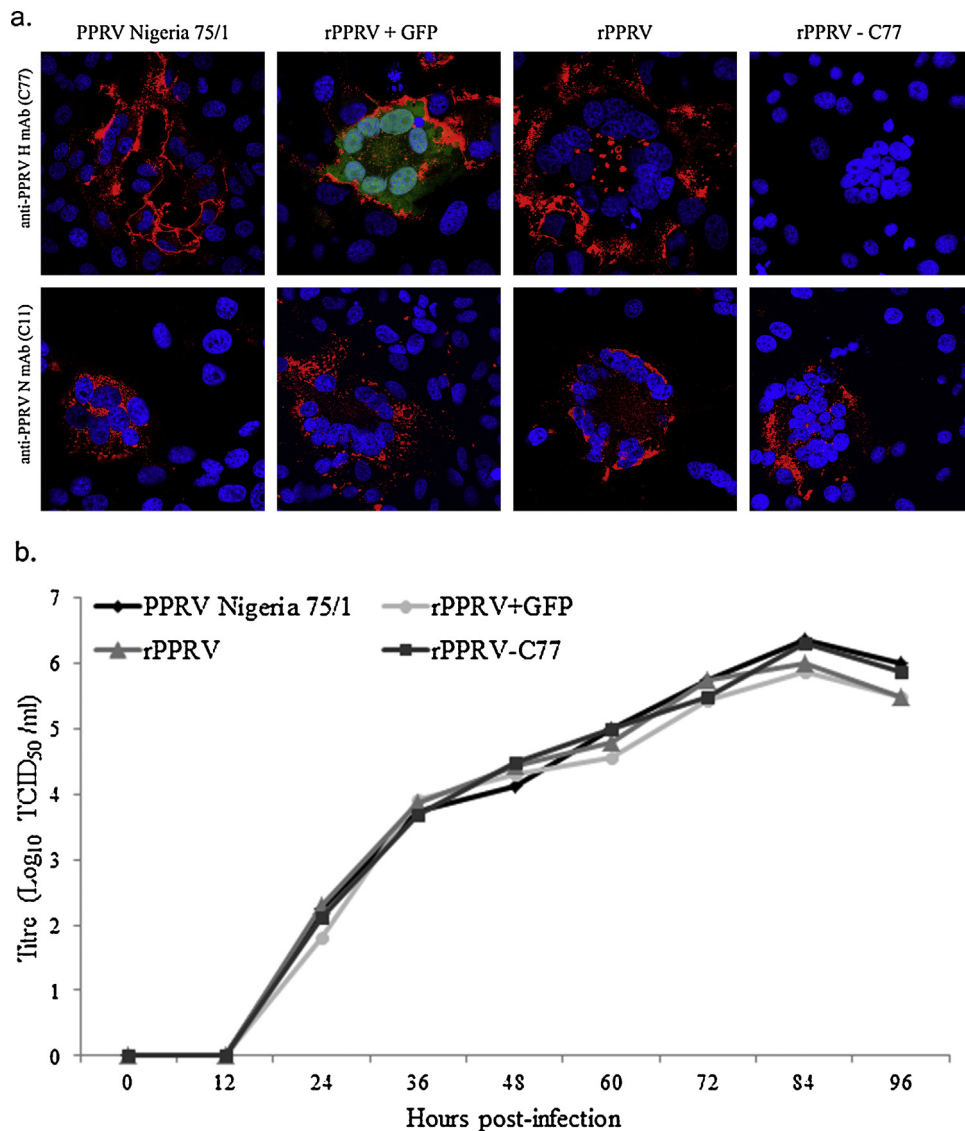 a.
PPRV Nigeria 75/1
rPPRV + GFP
rPPRV
rPPRV - C77
anti-PPRV H mAb (C77)
anti-PPRV N mAb (C11)
b.
PPRV Nigeria 75/1
rPPRV+GFP
rPPRV
rPPRV-C77
Titre (Log₁₀ TCID₅₀/ml)
7
6
5
4
3
2
1
0
0 12 24 36 48 60 72 84 96
Hours post-infection